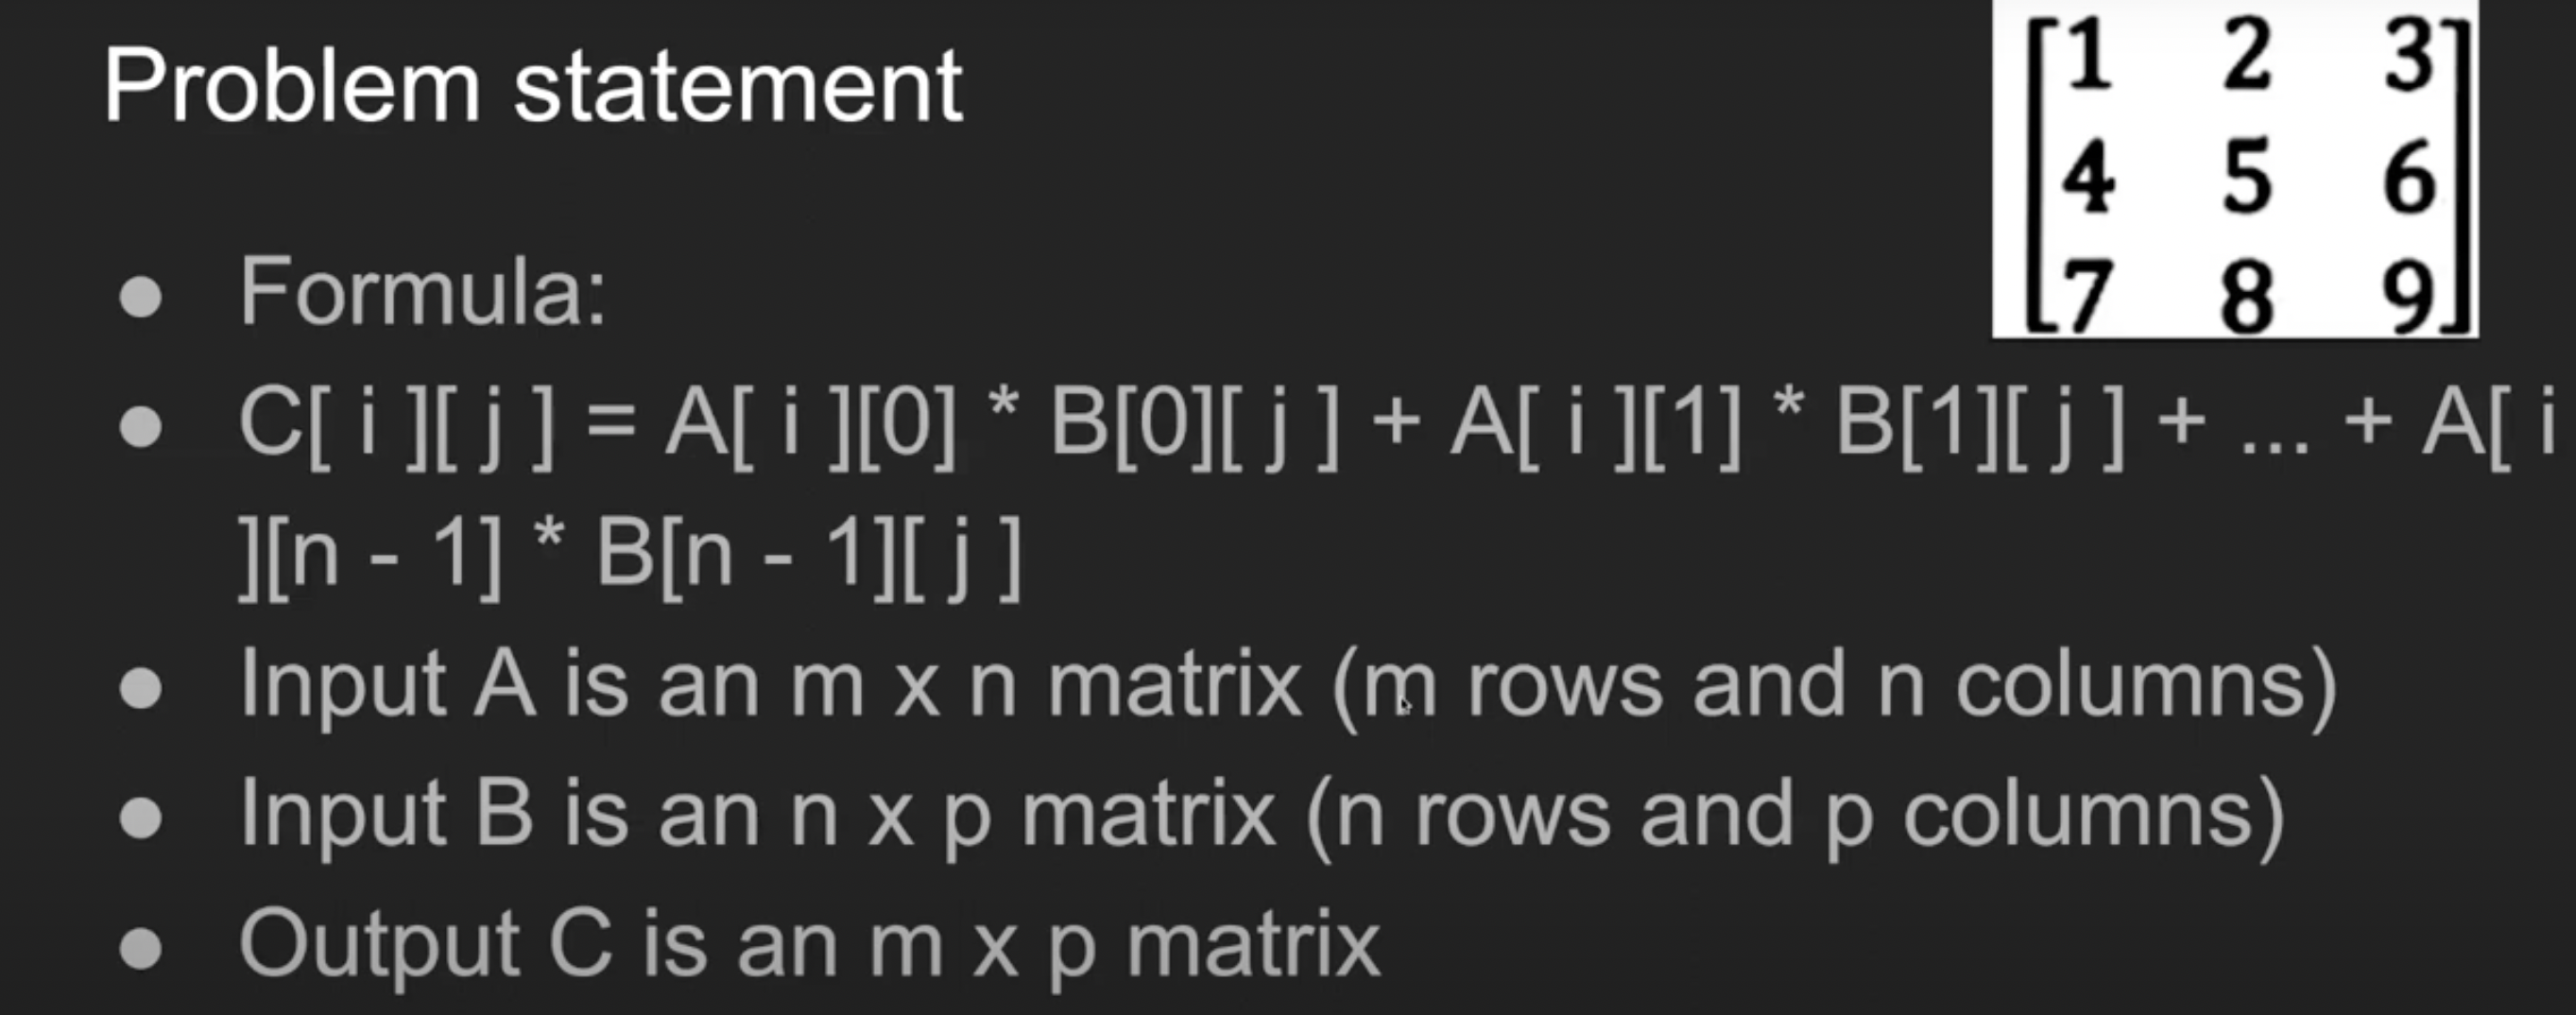 Problem statement
1 2 3
4 5 6
7 8 9
● Formula:
● C[ i ][ j ] = A[ i ][0] * B[0][ j ] + A[ i ][1] * B[1][ j ] + ... + A[ i
][n - 1] * B[n - 1][ j ]
● Input A is an m x n matrix (m rows and n columns)
● Input B is an n x p matrix (n rows and p columns)
● Output C is an m x p matrix